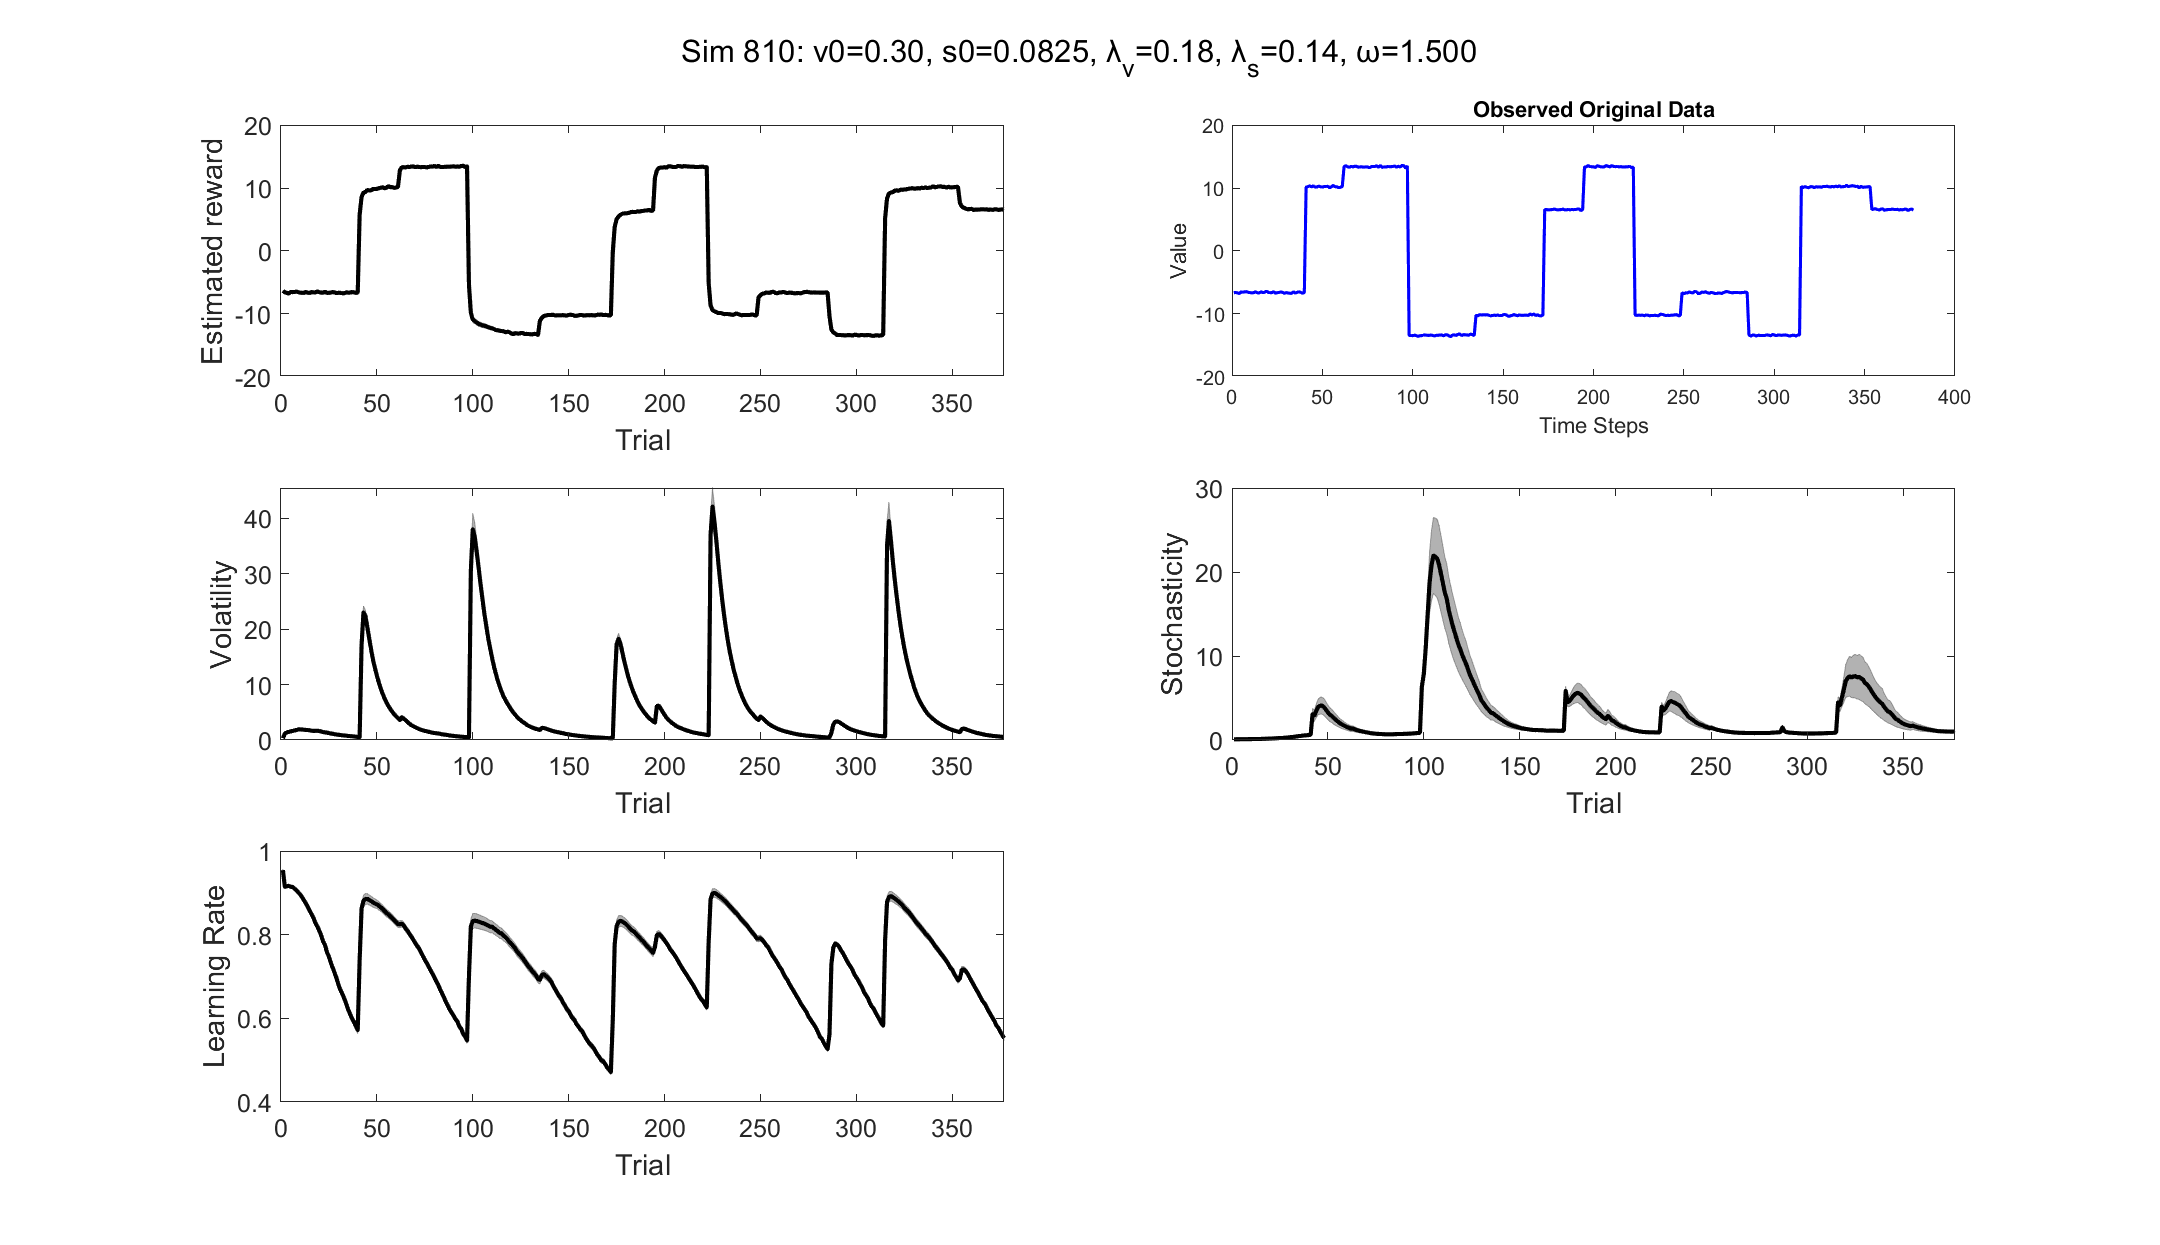 Sim 810: v0=0.30, s0=0.0825, λv=0.18, λs=0.14, ω=1.500
Estimated reward
20
10
0
-10
-20
0 50 100 150 200 250 300 350
Trial
Observed Original Data
Value
20
10
0
-10
-20
0 50 100 150 200 250 300 350 400
Time Steps
Volatility
40
30
20
10
0
0 50 100 150 200 250 300 350
Trial
Stochasticity
30
20
10
0
0 50 100 150 200 250 300 350
Trial
Learning Rate
1
0.8
0.6
0.4
0 50 100 150 200 250 300 350
Trial